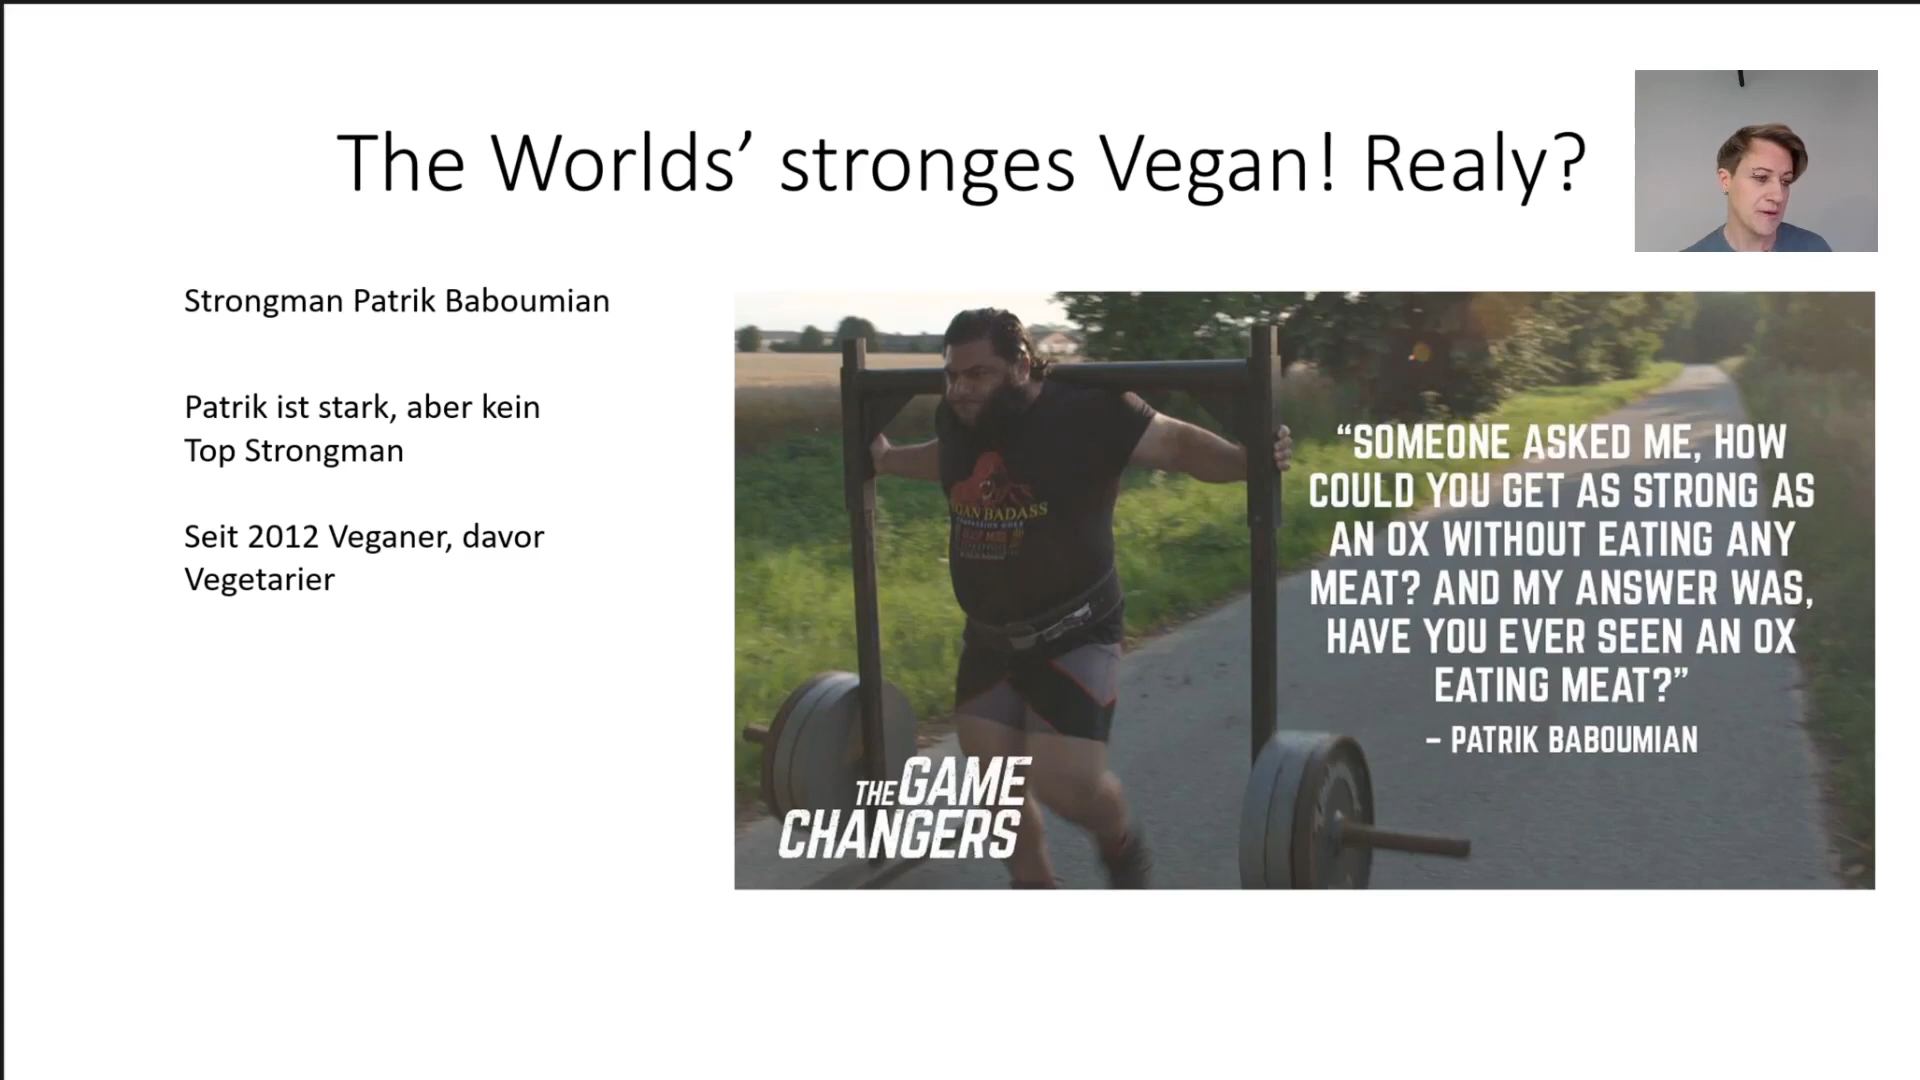 The Worlds’ stronges Vegan! Realy?
Strongman Patrik Baboumian
Patrik ist stark, aber kein
Top Strongman
Seit 2012 Veganer, davor
Vegetarier
“SOMEONE ASKED ME, HOW
COULD YOU GET AS STRONG AS
AN OX WITHOUT EATING ANY
MEAT? AND MY ANSWER WAS,
HAVE YOU EVER SEEN AN OX
EATING MEAT?”
– PATRIK BABOUMIAN
BADASS
THE GAME
CHANGERS